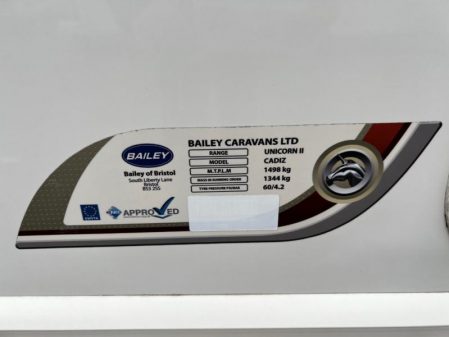 BAILEY
Bailey of Bristol
South Liberty Lane
Bristol
BS3 2SS
APPROVED
BAILEY CARAVANS LTD
RANGE UNICORN II
MODEL CADIZ
M.T.P.L.M 1498 kg
MASS IN RUNNING ORDER 1344 kg
TYRE PRESSURE PSI/BAR 60/4.2